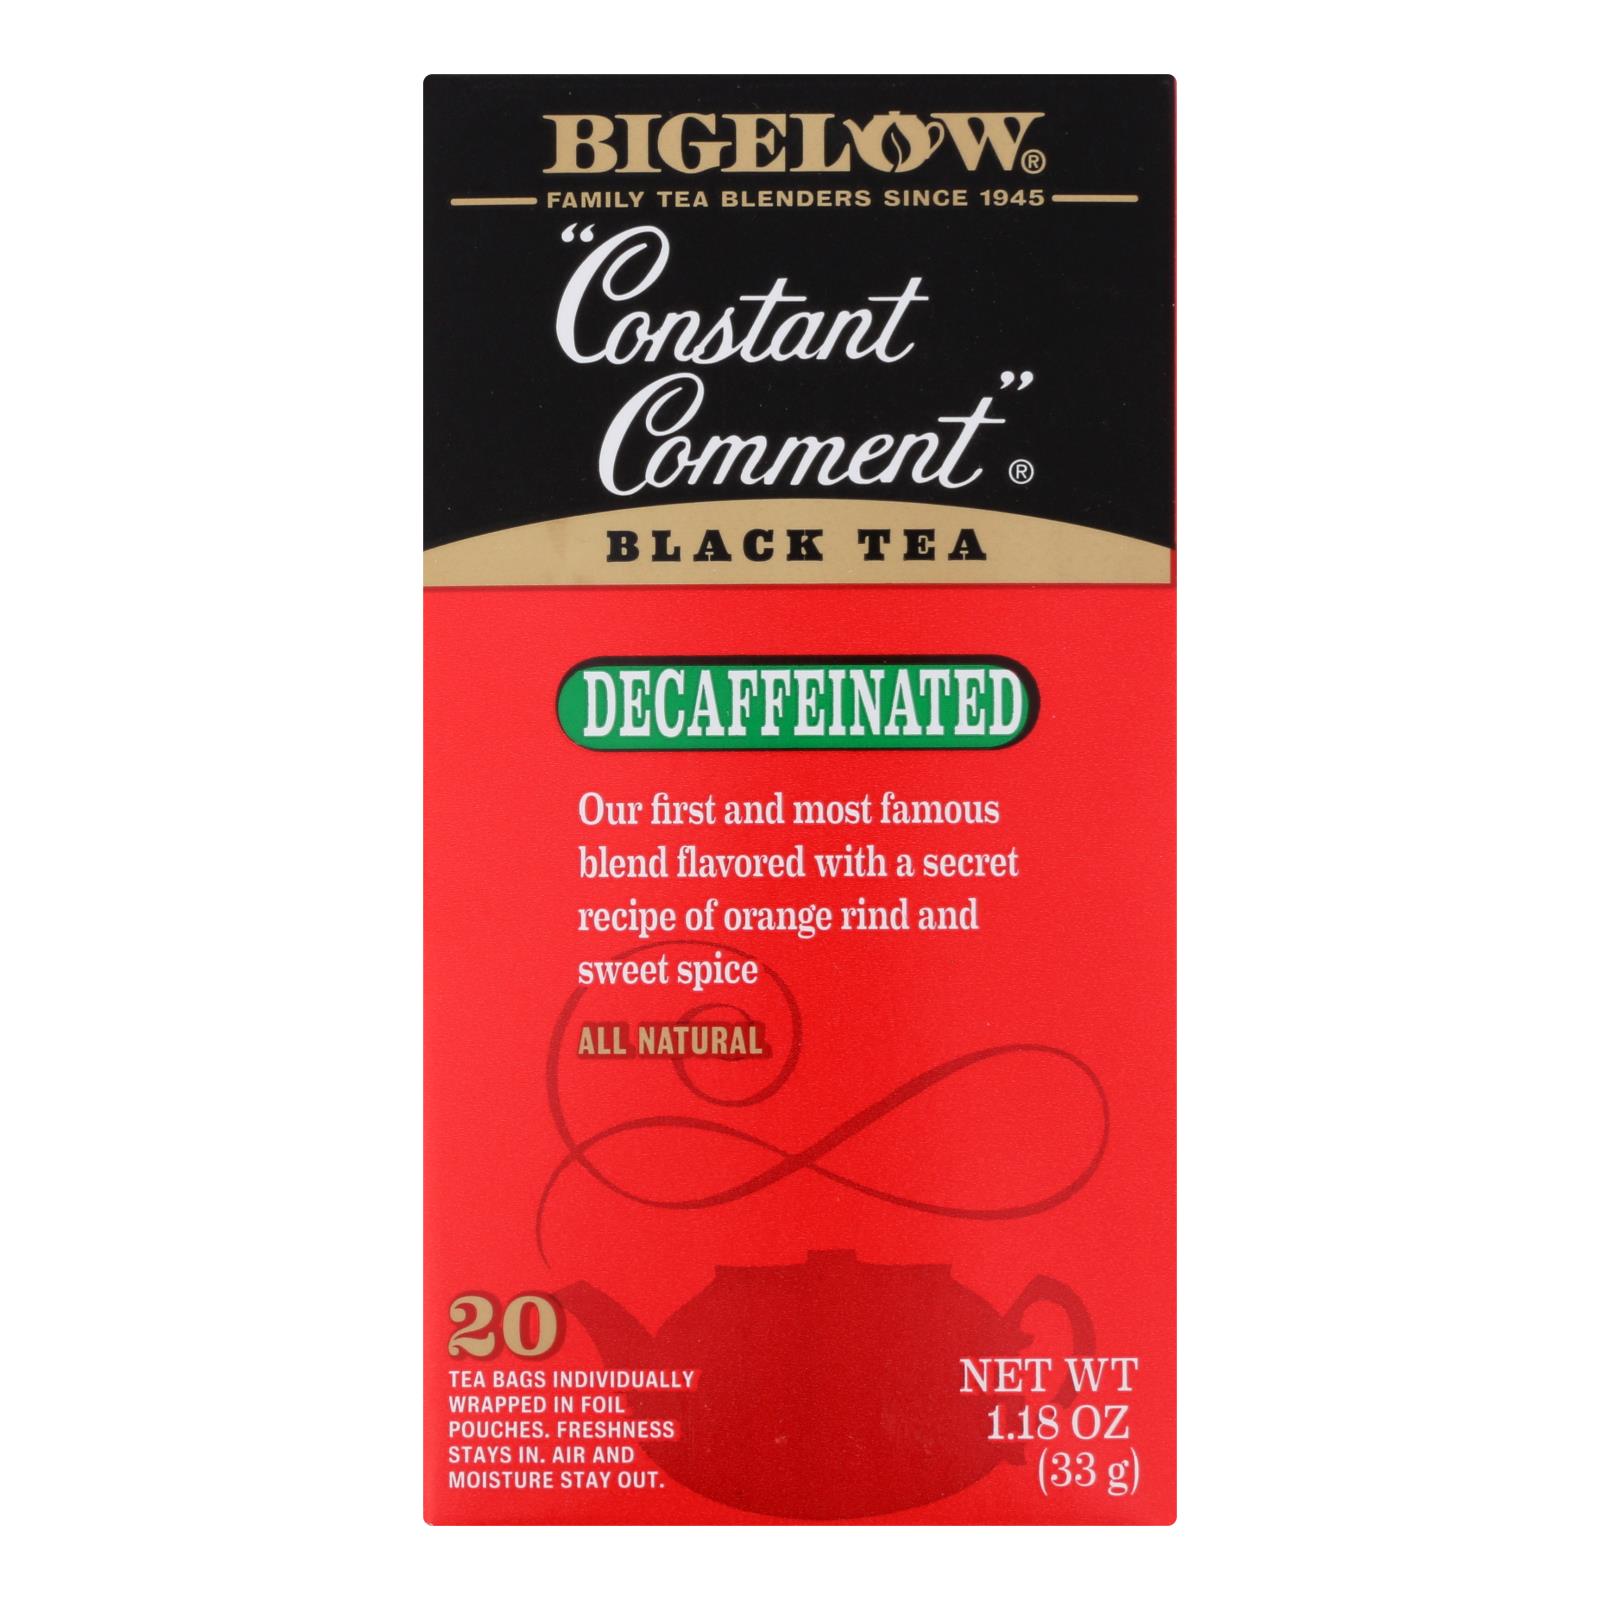 BIGELOW®
FAMILY TEA BLENDERS SINCE 1945
“Constant
Comment”®
BLACK TEA
DECAFFEINATED
Our first and most famous
blend flavored with a secret
recipe of orange rind and
sweet spice
ALL NATURAL
20
TEA BAGS INDIVIDUALLY
WRAPPED IN FOIL
POUCHES. FRESHNESS
STAYS IN. AIR AND
MOISTURE STAY OUT.
NET WT
1.18 OZ
(33 g)